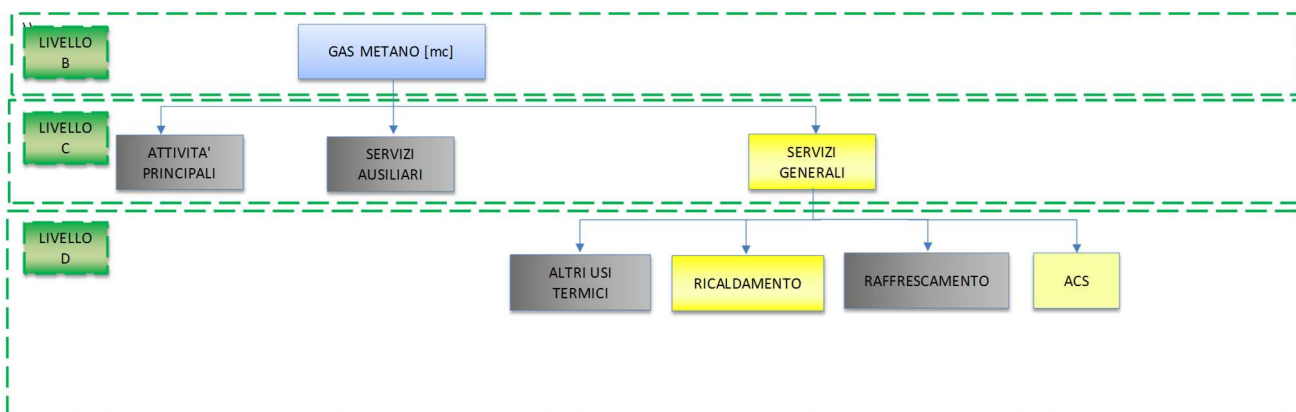 LIVELLO
B
GAS METANO [mc]
LIVELLO
C
ATTIVITA'
PRINCIPALI
SERVIZI
AUSILIARI
SERVIZI
GENERALI
LIVELLO
D
ALTRI USI
TERMICI
RICALDAMENTO
RAFFRESCAMENTO
ACS